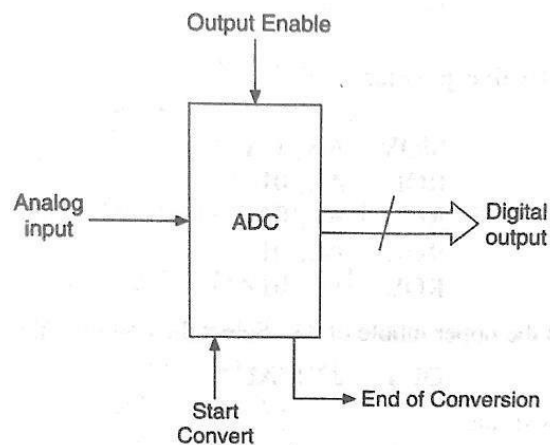 Output Enable
Analog
input
ADC
Digital
output
End of Conversion
Start
Convert